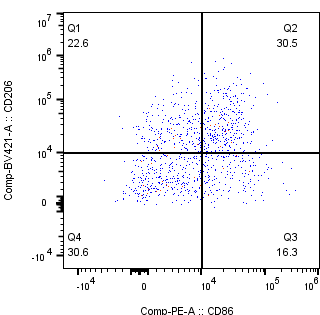 Q1
22.6
Q2
30.5
Q4
30.6
Q3
16.3
10^7
10^6
10^5
10^4
0
-10^4
Comp-BV421-A :: CD206
-10^4
0
10^4
10^5
10^6
Comp-PE-A :: CD86